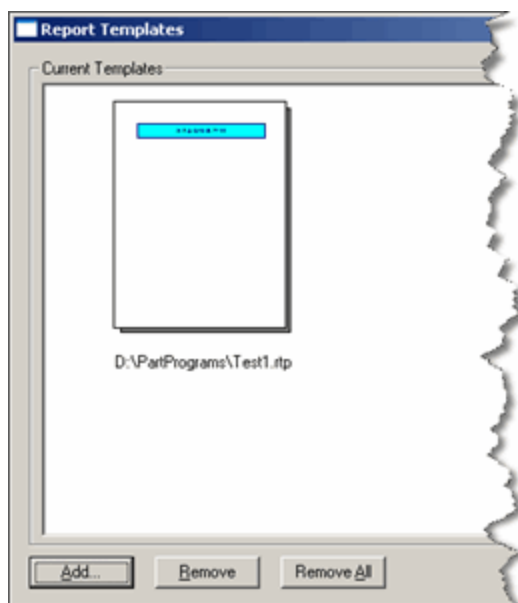 Report Templates
Current Templates
D:\PartPrograms\Test1.rtp
Add... Remove Remove All